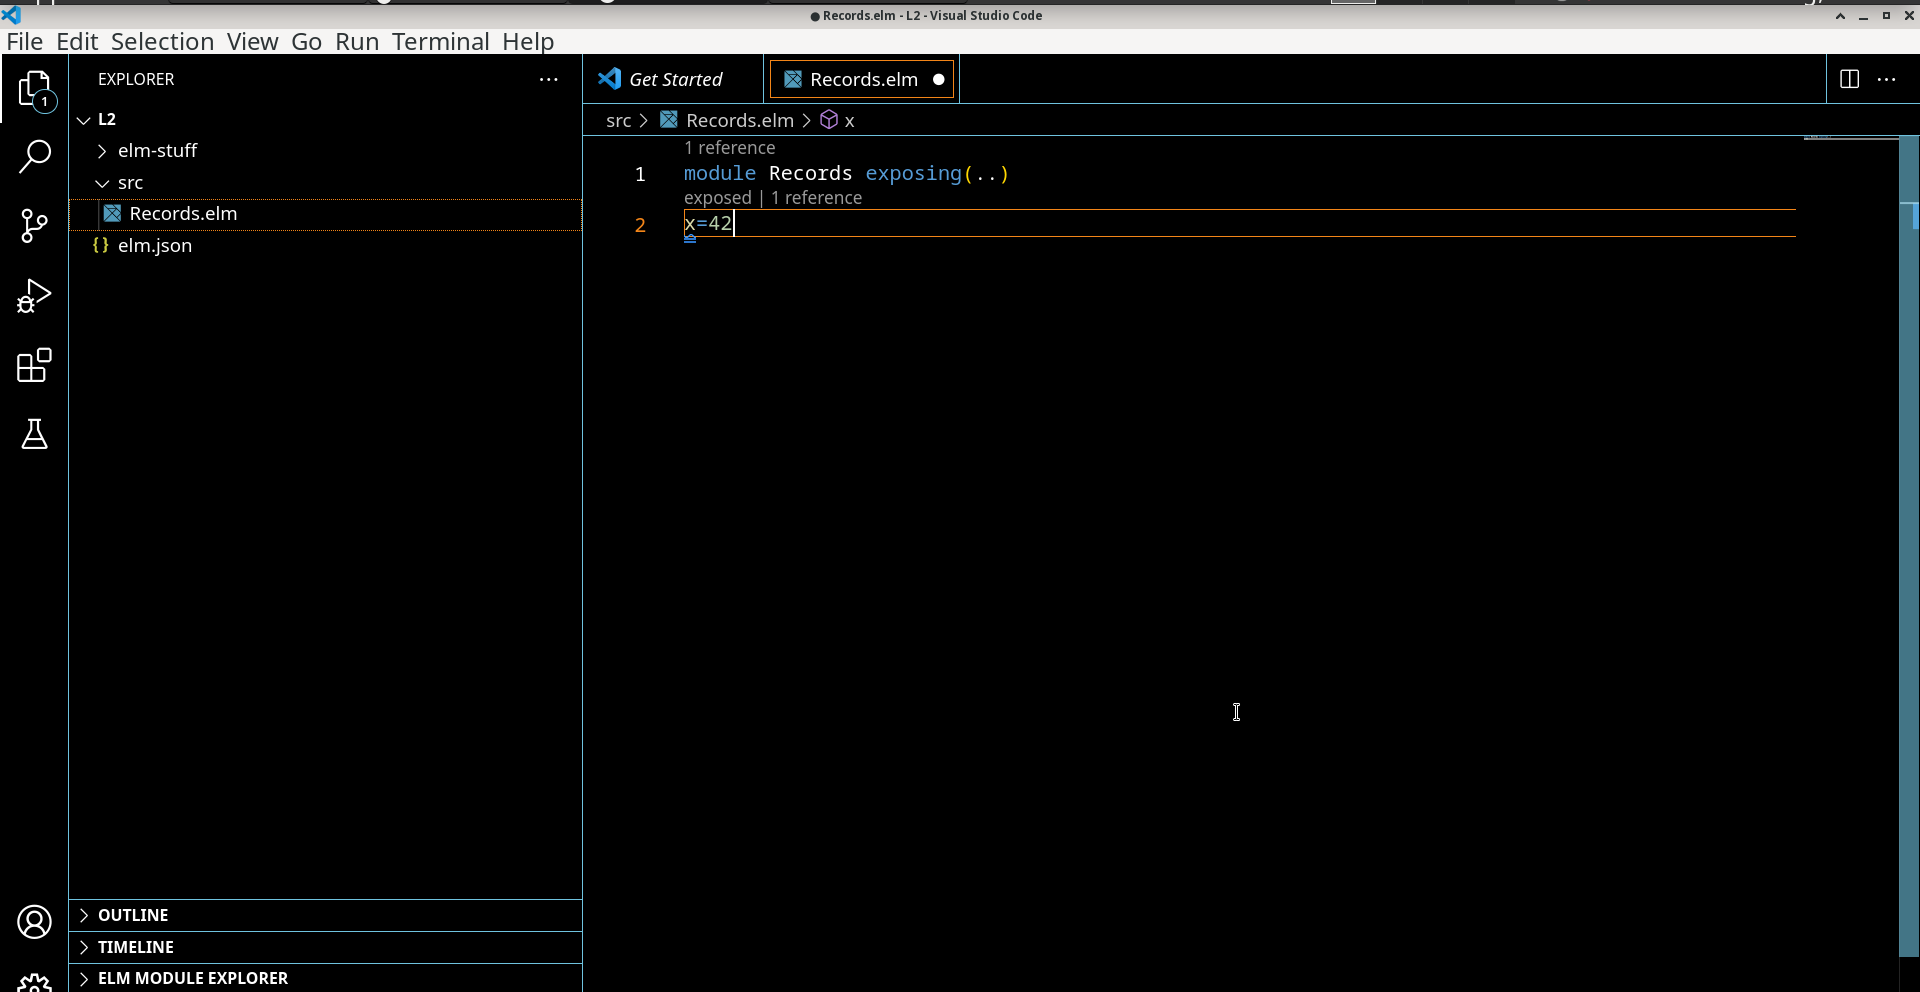 Records.elm - L2 - Visual Studio Code
File Edit Selection View Go Run Terminal Help
EXPLORER
1
L2
elm-stuff
src
Records.elm
{} elm.json
OUTLINE
TIMELINE
ELM MODULE EXPLORER
Get Started
Records.elm
src > Records.elm > x
1 reference
1 module Records exposing(..)
exposed | 1 reference
2 x=42